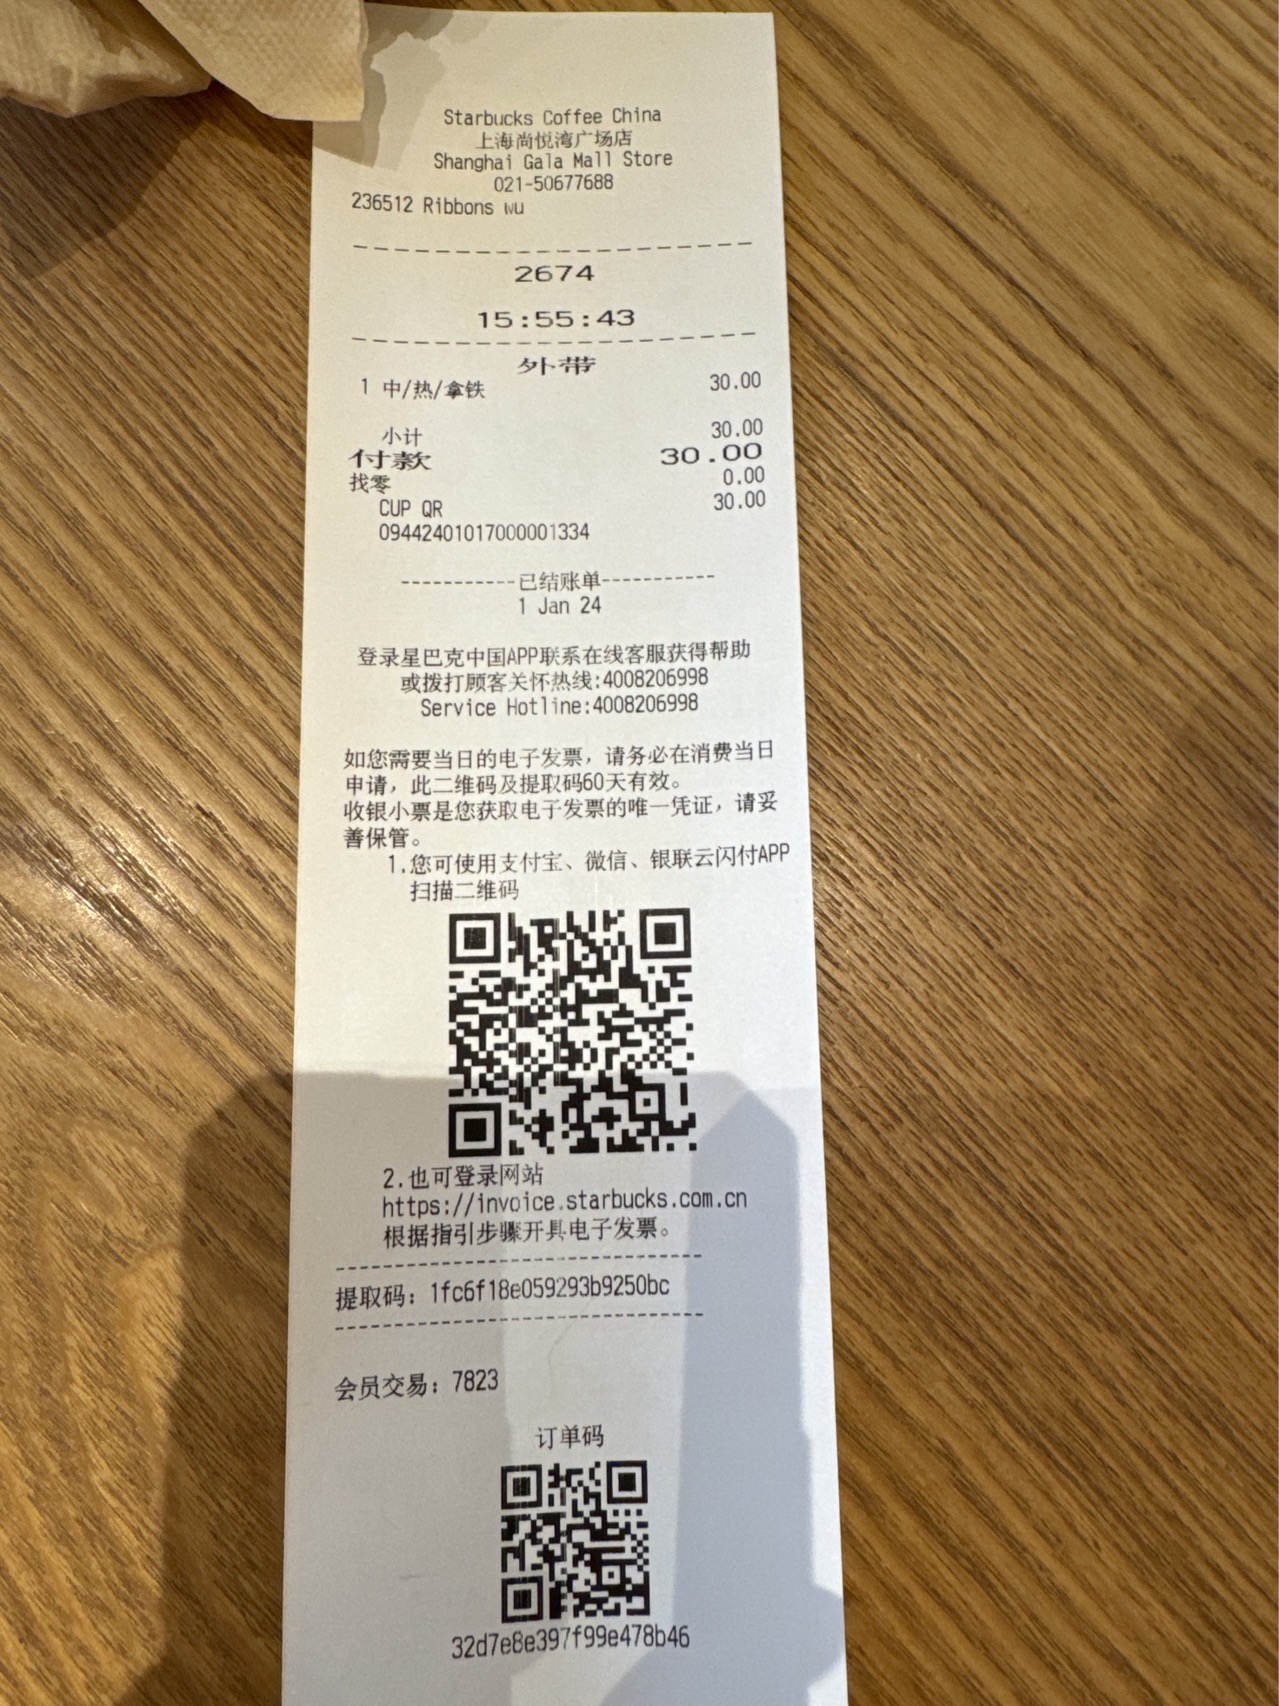 Starbucks Coffee China
上海尚悦湾广场店
Shanghai Gala Mall Store
021-50677688
236512 Ribbons wu
2674
15:55:43
外带
1 中/热/拿铁 30.00
小计 30.00
付款 30.00
找零 0.00
CUP QR 30.00
09442401017000001334
-----------已结账单-----------
1 Jan 24
登录星巴克中国APP联系在线客服获得帮助
或拨打顾客关怀热线:4008206998
Service Hotline:4008206998
如您需要当日的电子发票，请务必在消费当日
申请，此二维码及提取码60天有效。
收银小票是您获取电子发票的唯一凭证，请妥
善保管。
1.您可使用支付宝、微信、银联云闪付APP
扫描二维码
2.也可登录网站
https://invoice.starbucks.com.cn
根据指引步骤开具电子发票。
提取码：1fc6f18e059293b9250bc
会员交易：7823
订单码
32d7e8e397f99e478b46